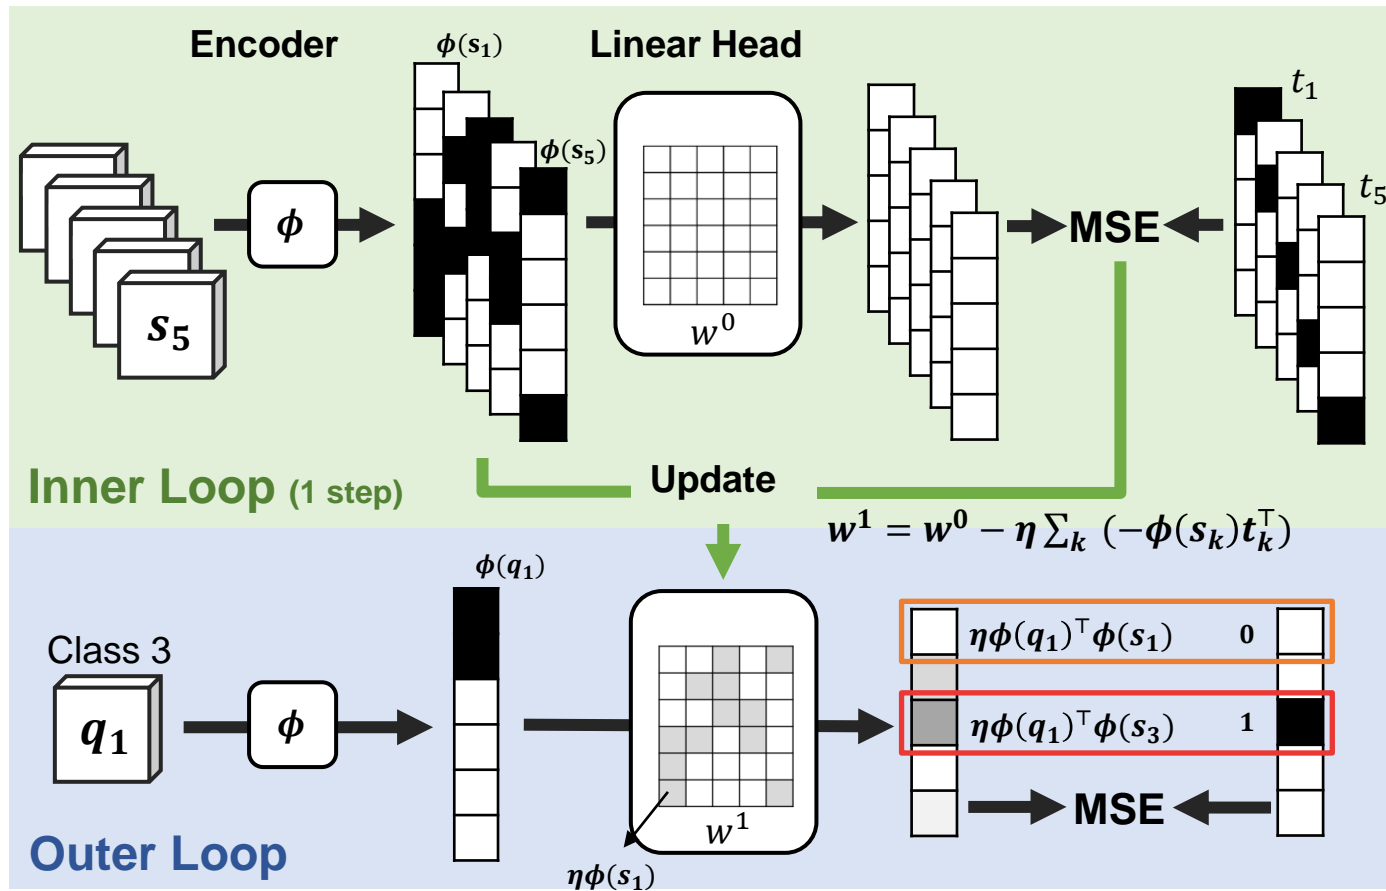 Encoder
Linear Head
ϕ(s₁)
ϕ(s₅)
t₁
t₅
s₅
ϕ
w⁰
MSE
Inner Loop (1 step)
Update
w¹ = w⁰ − η ∑ₖ (−ϕ(sₖ)tₖ⊤)
ϕ(q₁)
Class 3
q₁
ϕ
w¹
ηϕ(s₁)
ηϕ(q₁)⊤ϕ(s₁) 0
ηϕ(q₁)⊤ϕ(s₃) 1
MSE
Outer Loop